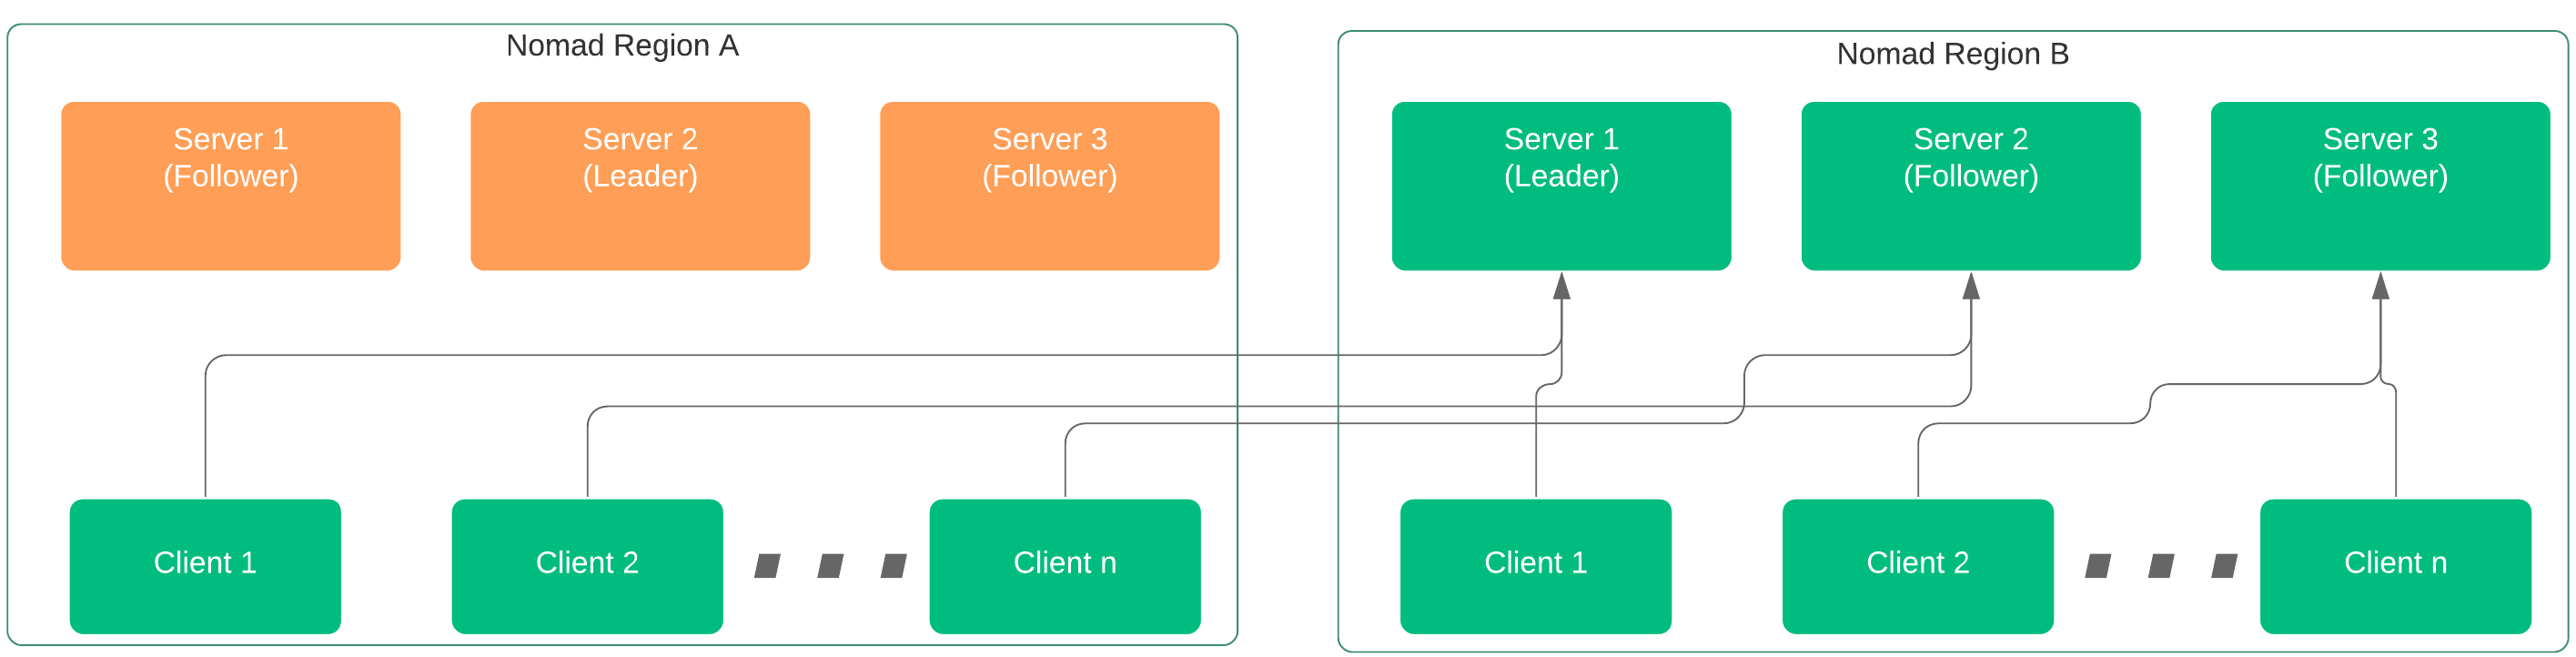 Nomad Region A
Server 1
(Follower)
Server 2
(Leader)
Server 3
(Follower)
Client 1
Client 2
Client n
Nomad Region B
Server 1
(Leader)
Server 2
(Follower)
Server 3
(Follower)
Client 1
Client 2
Client n